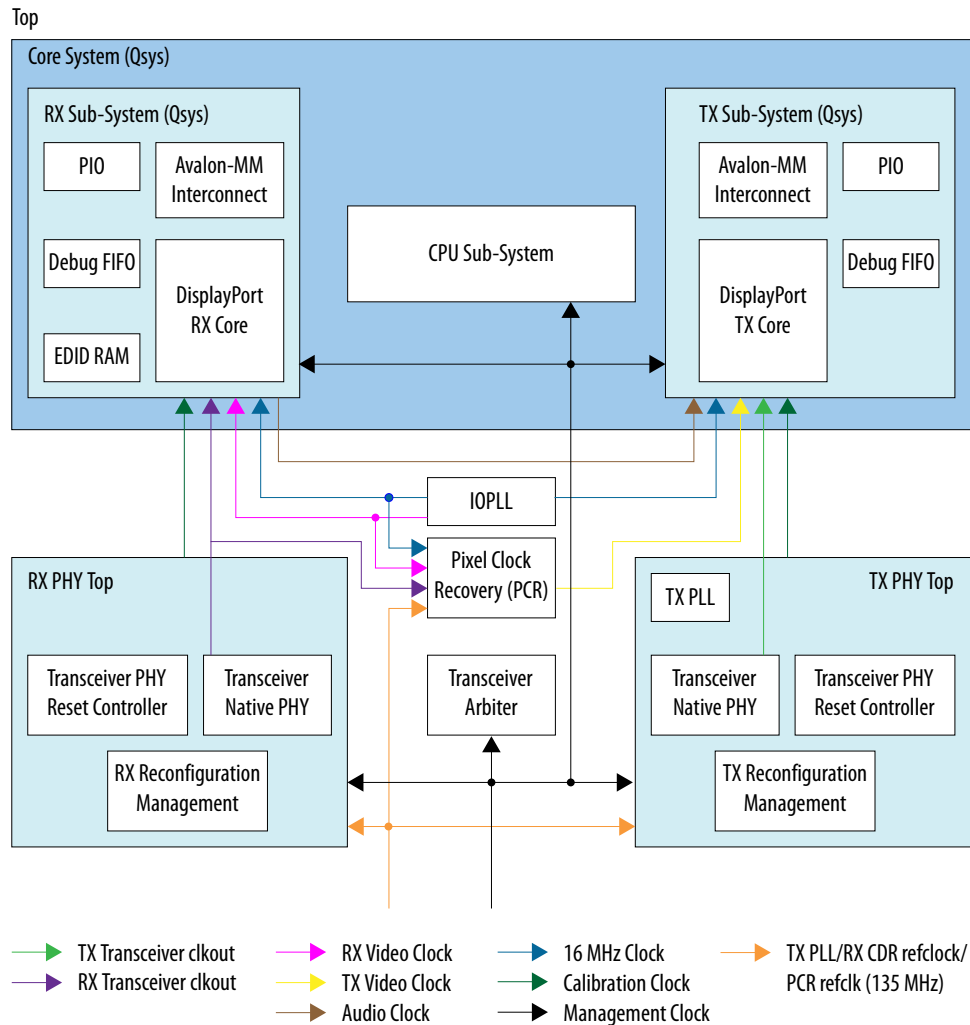 Top
Core System (Qsys)
RX Sub-System (Qsys)
PIO
Avalon-MM
Interconnect
Debug FIFO
DisplayPort
RX Core
EDID RAM
CPU Sub-System
TX Sub-System (Qsys)
Avalon-MM
Interconnect
PIO
DisplayPort
TX Core
Debug FIFO
IOPLL
Pixel Clock
Recovery (PCR)
RX PHY Top
Transceiver PHY
Reset Controller
Transceiver
Native PHY
RX Reconfiguration
Management
Transceiver
Arbiter
TX PHY Top
TX PLL
Transceiver
Native PHY
Transceiver PHY
Reset Controller
TX Reconfiguration
Management
TX Transceiver clkout
RX Transceiver clkout
RX Video Clock
TX Video Clock
Audio Clock
16 MHz Clock
Calibration Clock
Management Clock
TX PLL/RX CDR refclock/
PCR refclk (135 MHz)